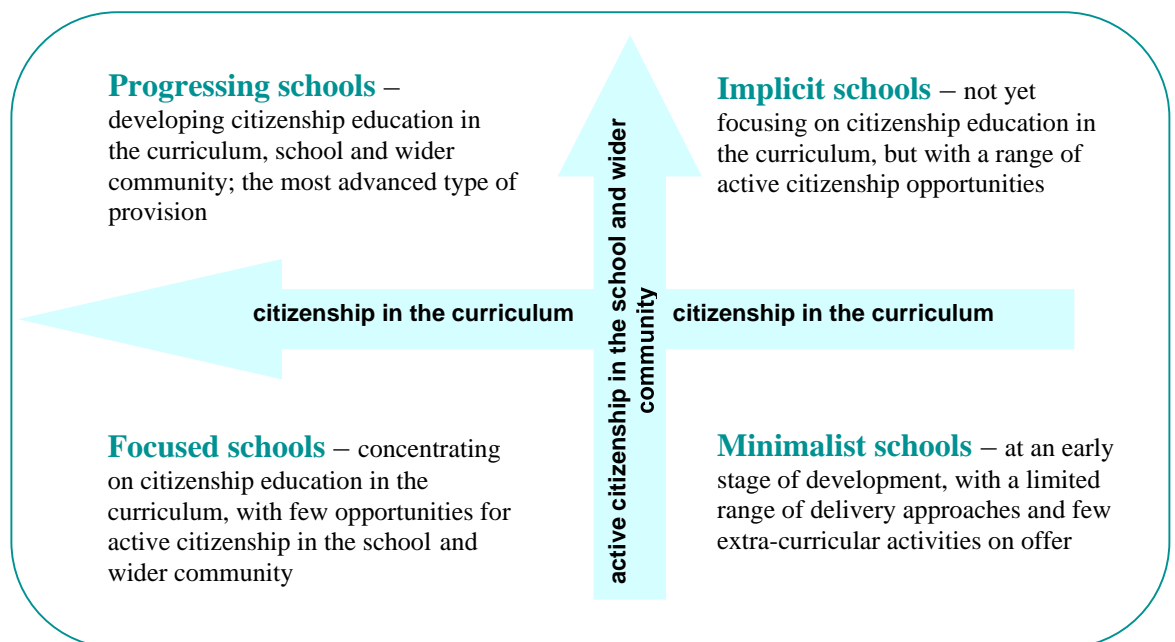 Progressing schools –
developing citizenship education in
the curriculum, school and wider
community; the most advanced type of
provision
Implicit schools – not yet
focusing on citizenship education in
the curriculum, but with a range of
active citizenship opportunities
active citizenship in the school and wider
community
citizenship in the curriculum
citizenship in the curriculum
Focused schools – concentrating
on citizenship education in the
curriculum, with few opportunities for
active citizenship in the school and
wider community
Minimalist schools – at an early
stage of development, with a limited
range of delivery approaches and few
extra-curricular activities on offer